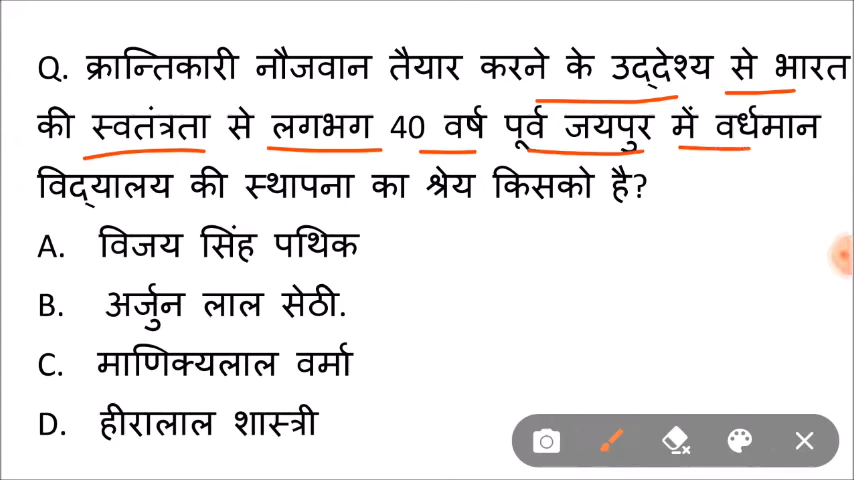 Q. क्रान्तिकारी नौजवान तैयार करने के उद्देश्य से भारत
की स्वतंत्रता से लगभग 40 वर्ष पूर्व जयपुर में वर्धमान
विद्यालय की स्थापना का श्रेय किसको है?
A. विजय सिंह पथिक
B. अर्जुन लाल सेठी.
C. माणिक्यलाल वर्मा
D. हीरालाल शास्त्री